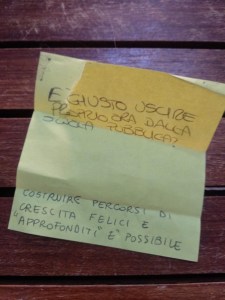 E' GIUSTO USCIRE
PROPRIO ORA DALLA
SCUOLA PUBBLICA?
COSTRUIRE PERCORSI DI
CRESCITA FELICI E
"APPROFONDITI" E' POSSIBILE